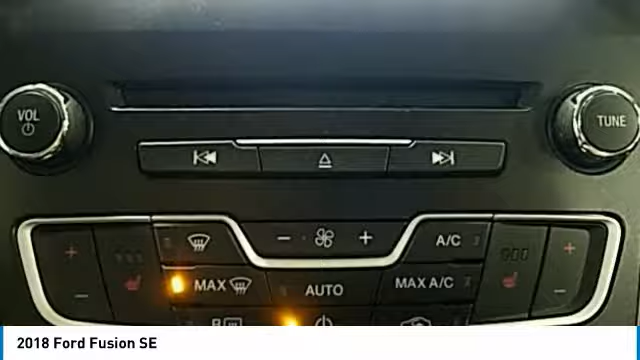 VOL
TUNE
A/C
MAX
AUTO
MAX A/C
R
2018 Ford Fusion SE